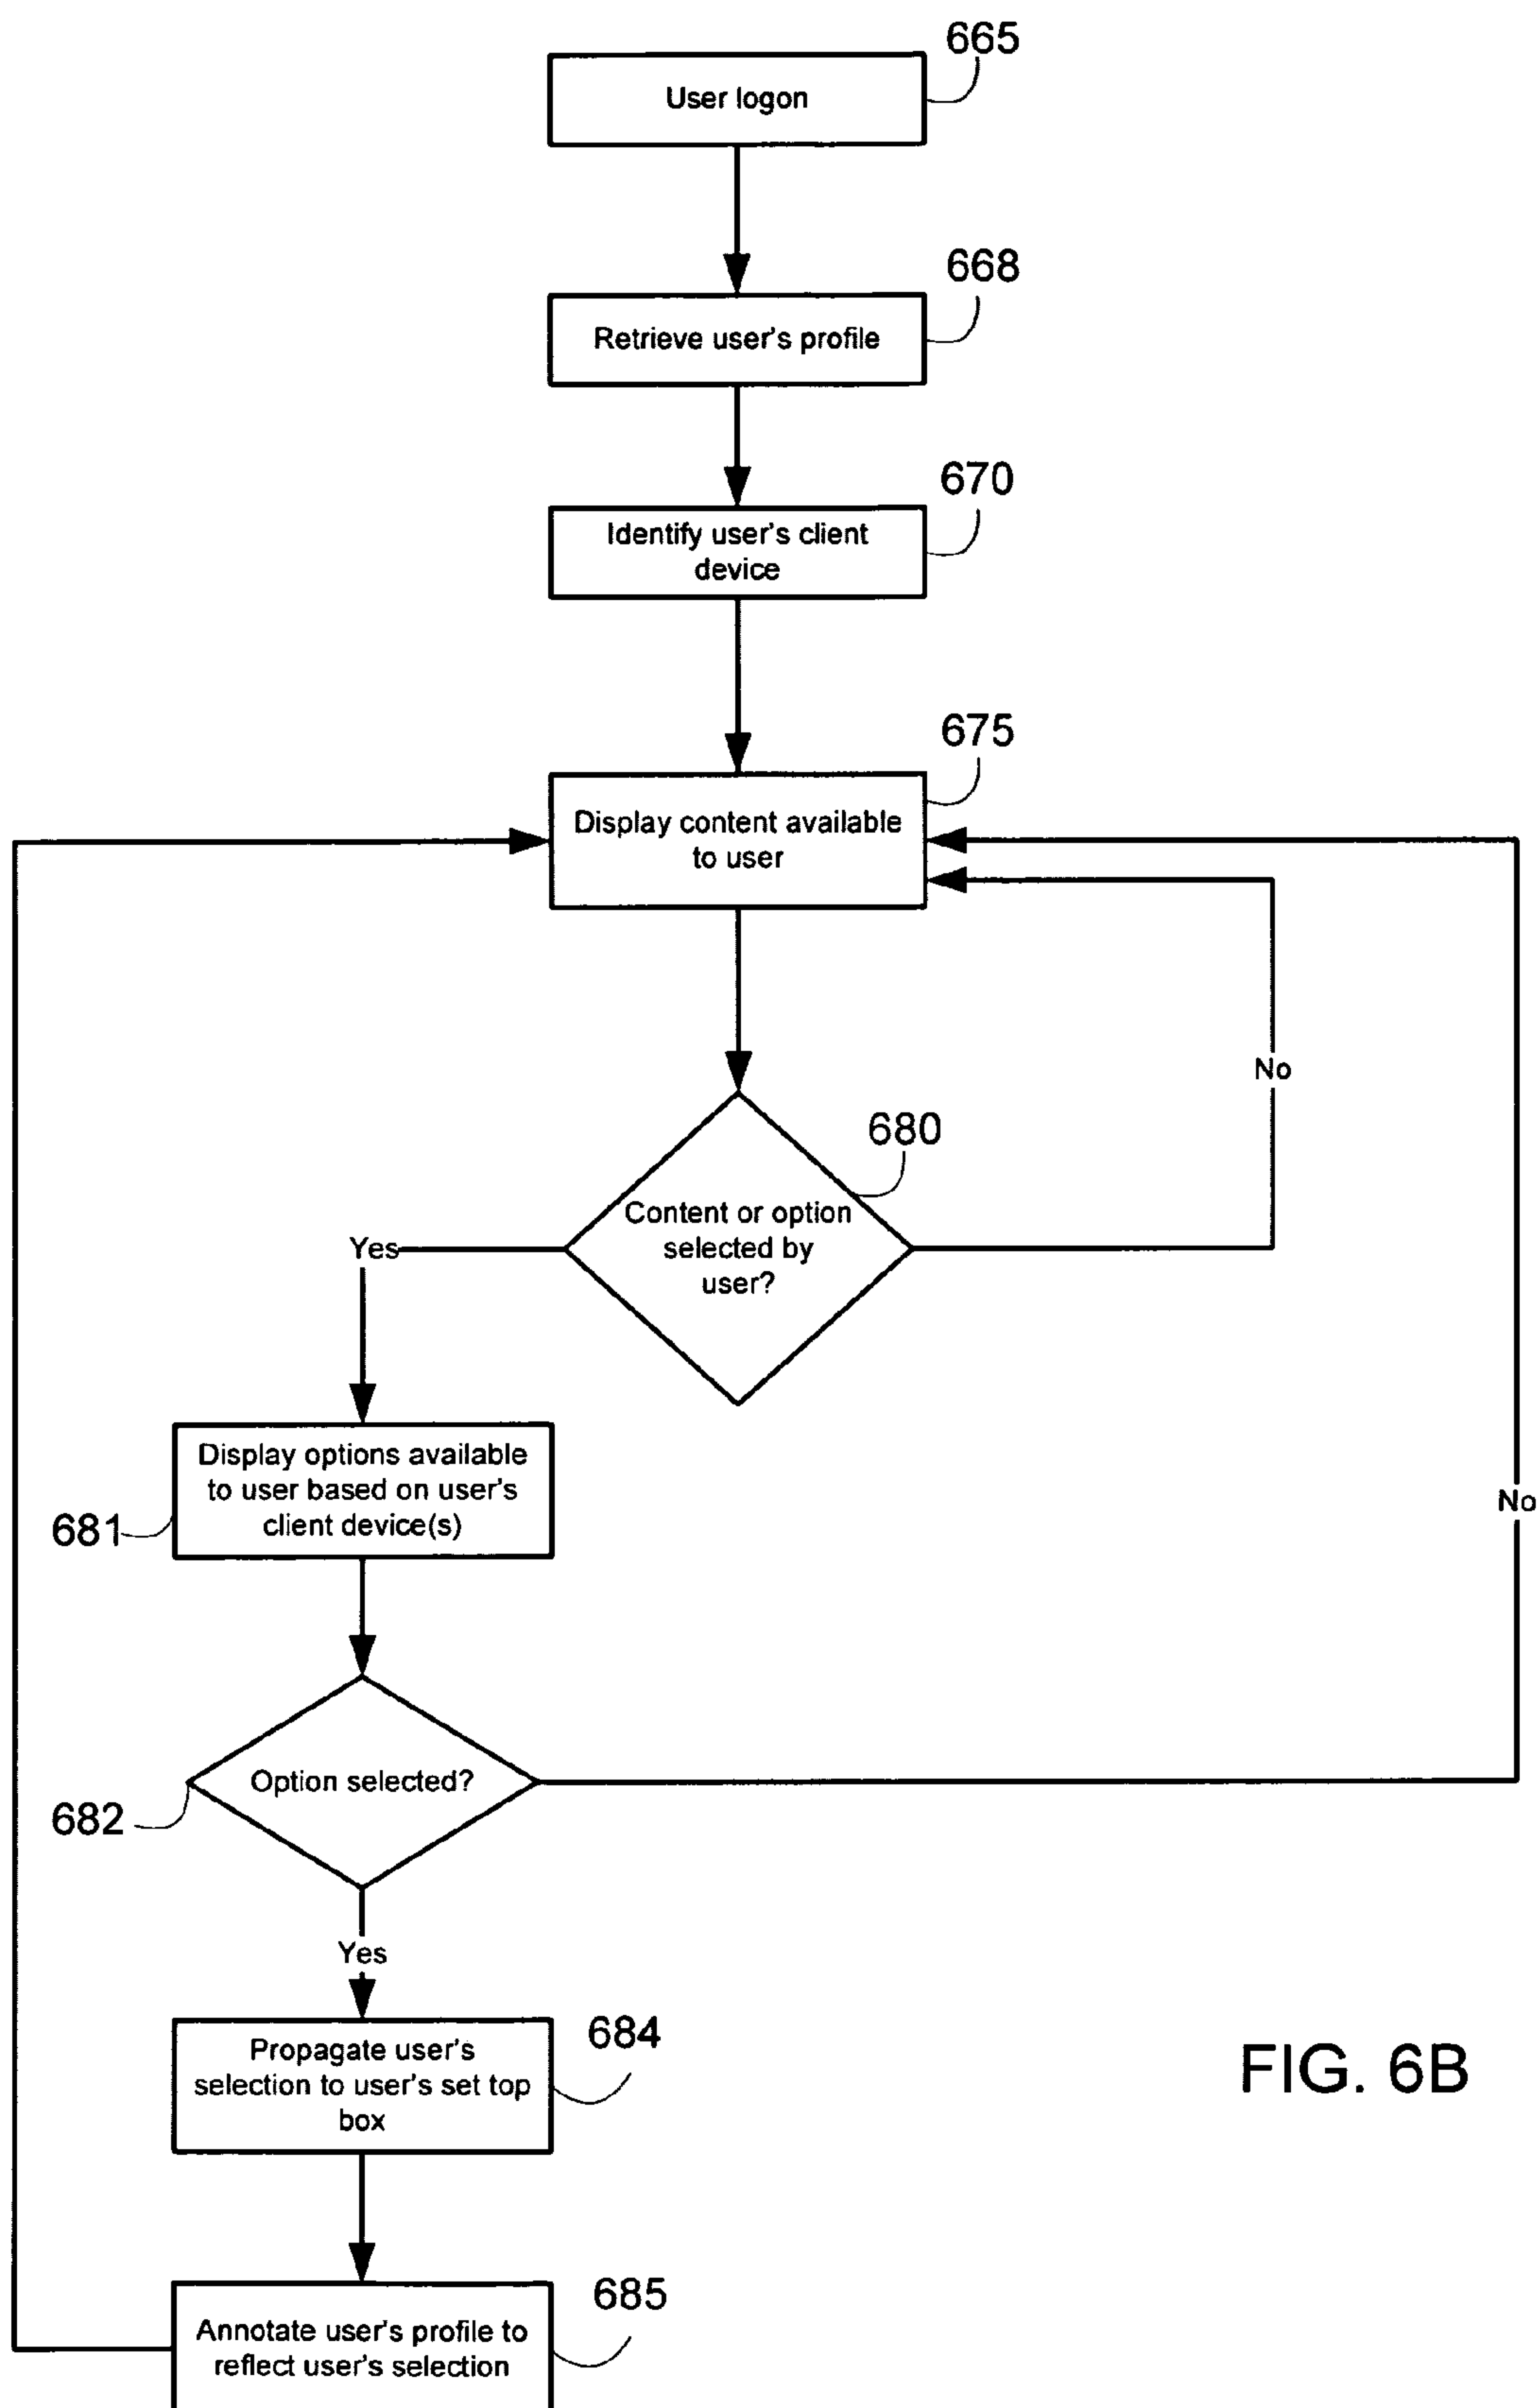 665
User logon
668
Retrieve user's profile
670
Identify user's client
device
675
Display content available
to user
No
680
Content or option
selected by
user?
Yes
Display options available
to user based on user's
client device(s)
681
No
Option selected?
682
Yes
684
Propagate user's
selection to user's set top
box
FIG. 6B
685
Annotate user's profile to
reflect user's selection